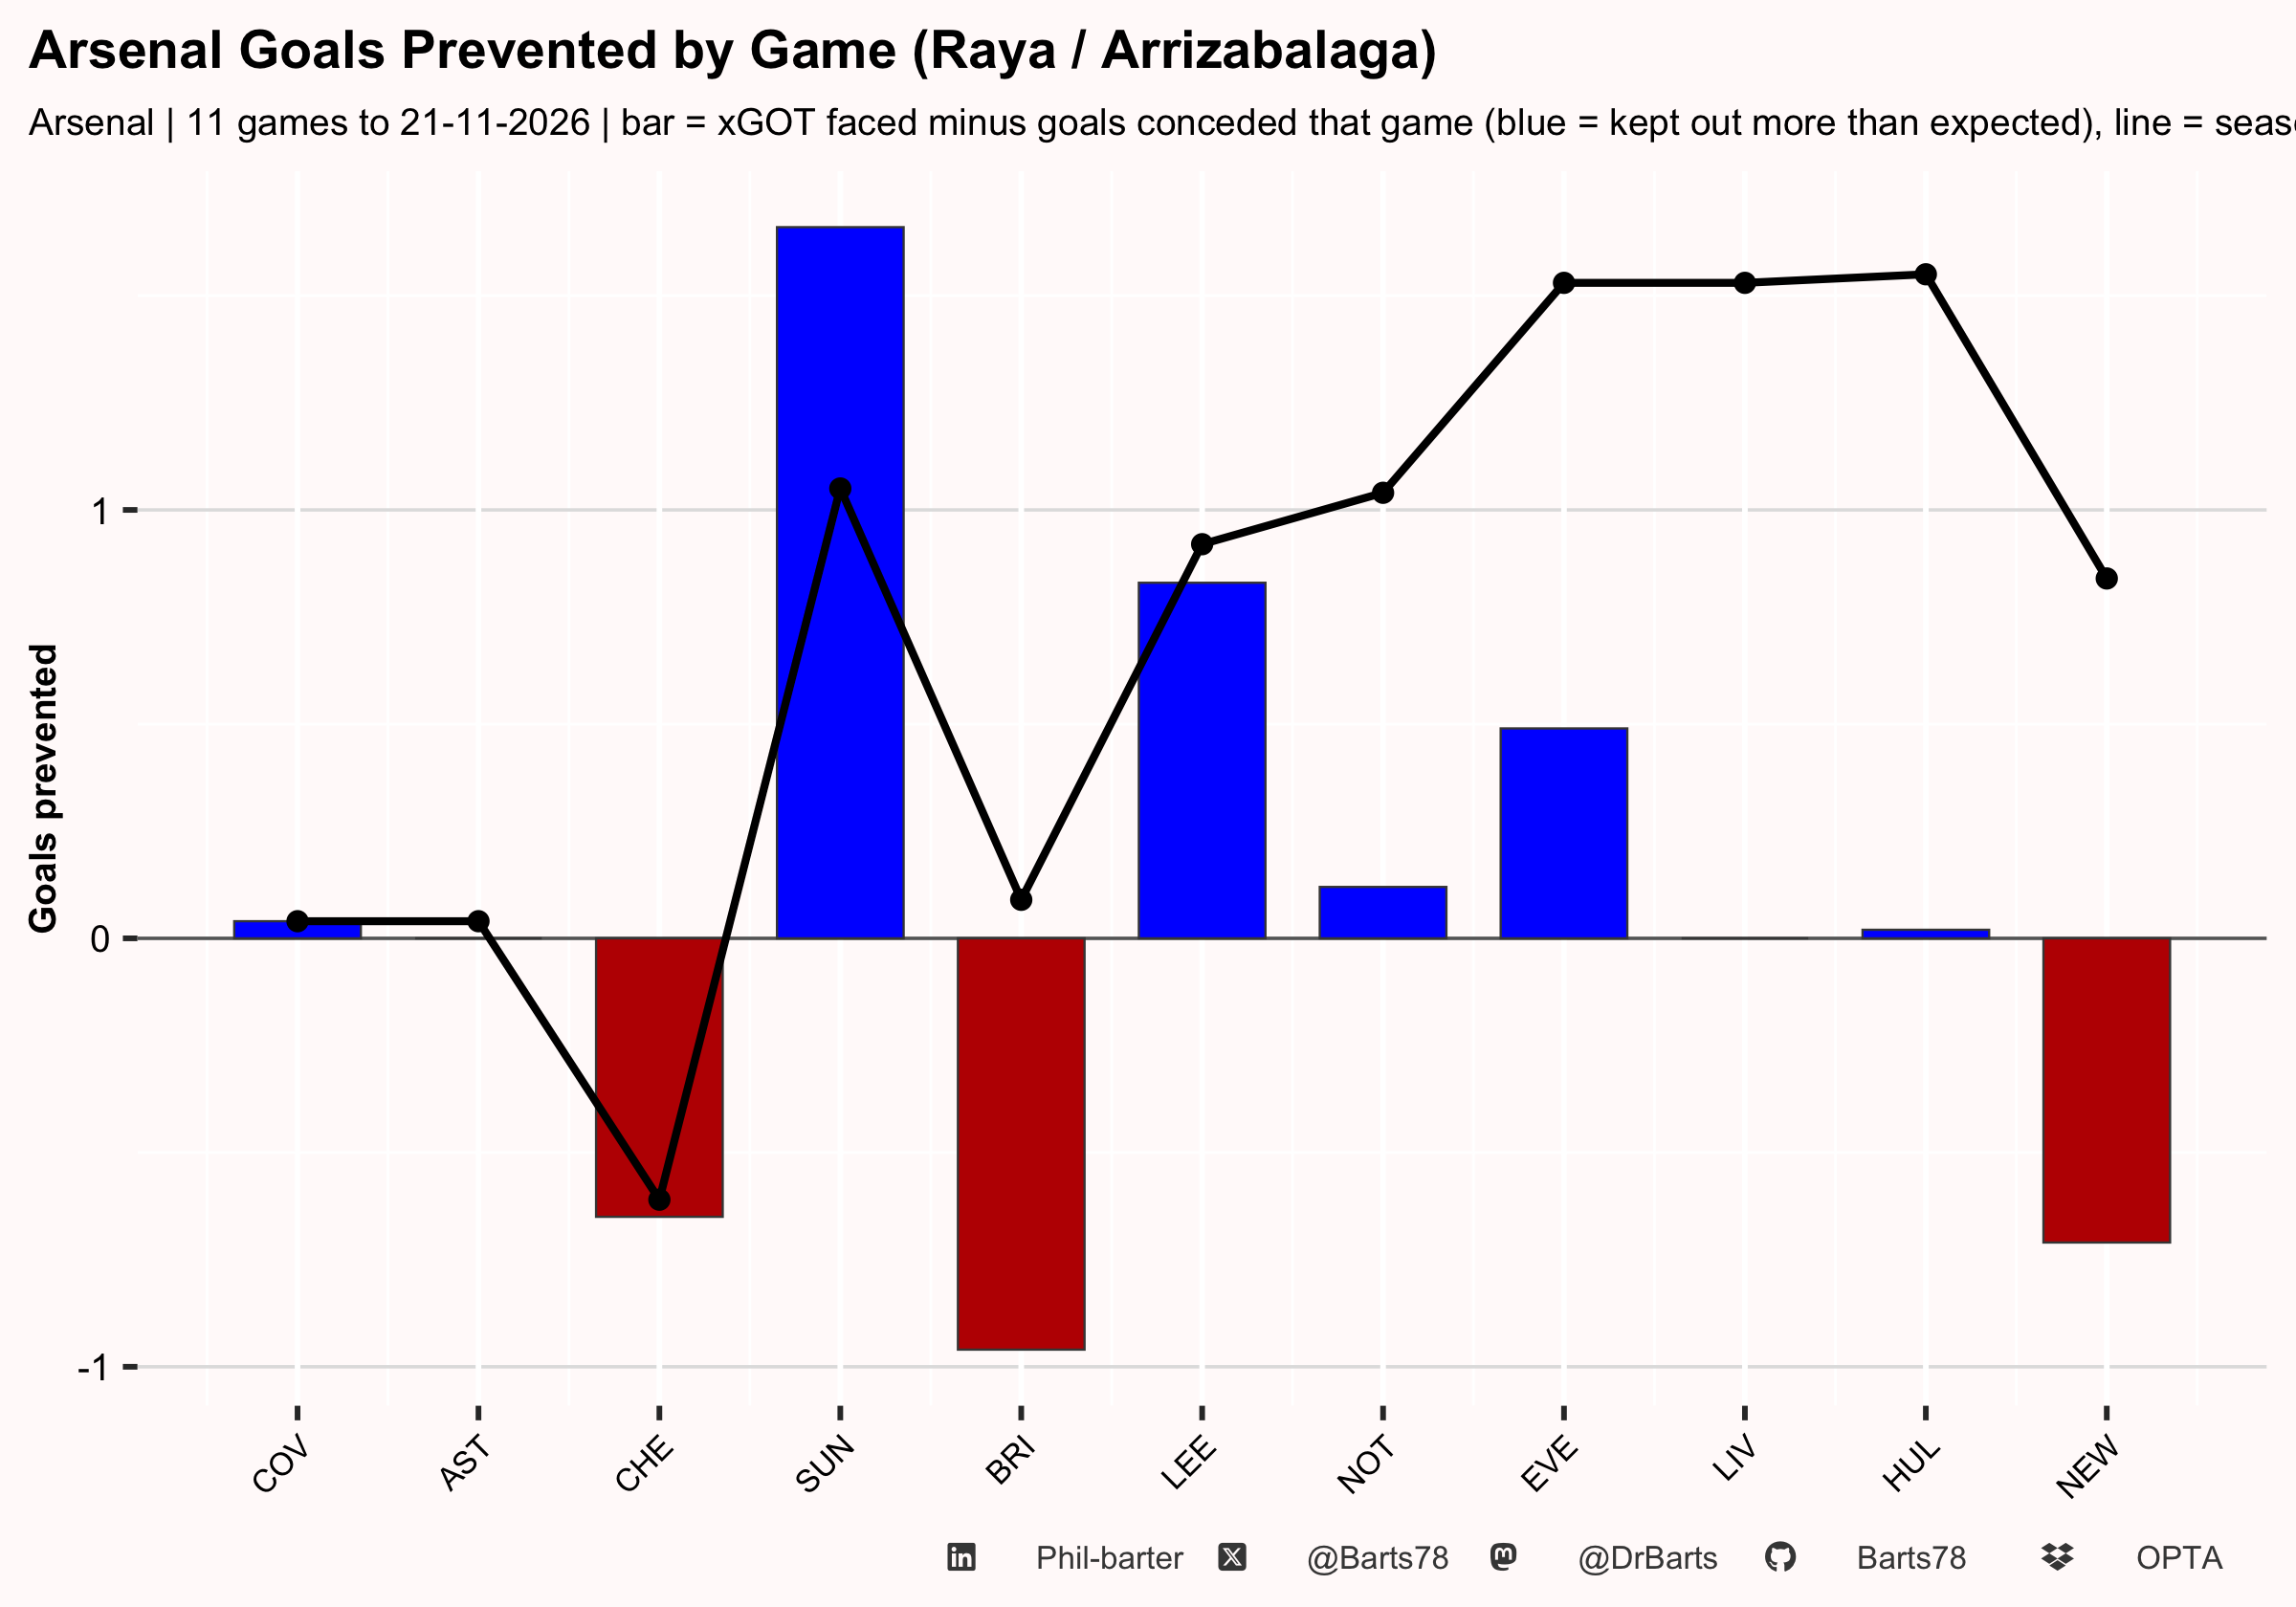 Arsenal Goals Prevented by Game (Raya / Arrizabalaga)
Arsenal | 11 games to 21-11-2026 | bar = xGOT faced minus goals conceded that game (blue = kept out more than expected), line =
Goals prevented
1
0
-1
COV
AST
CHE
SUN
BRI
LEE
NOT
EVE
LIV
HUL
NEW
Phil-barter
@Barts78
@DrBarts
Barts78
OPTA